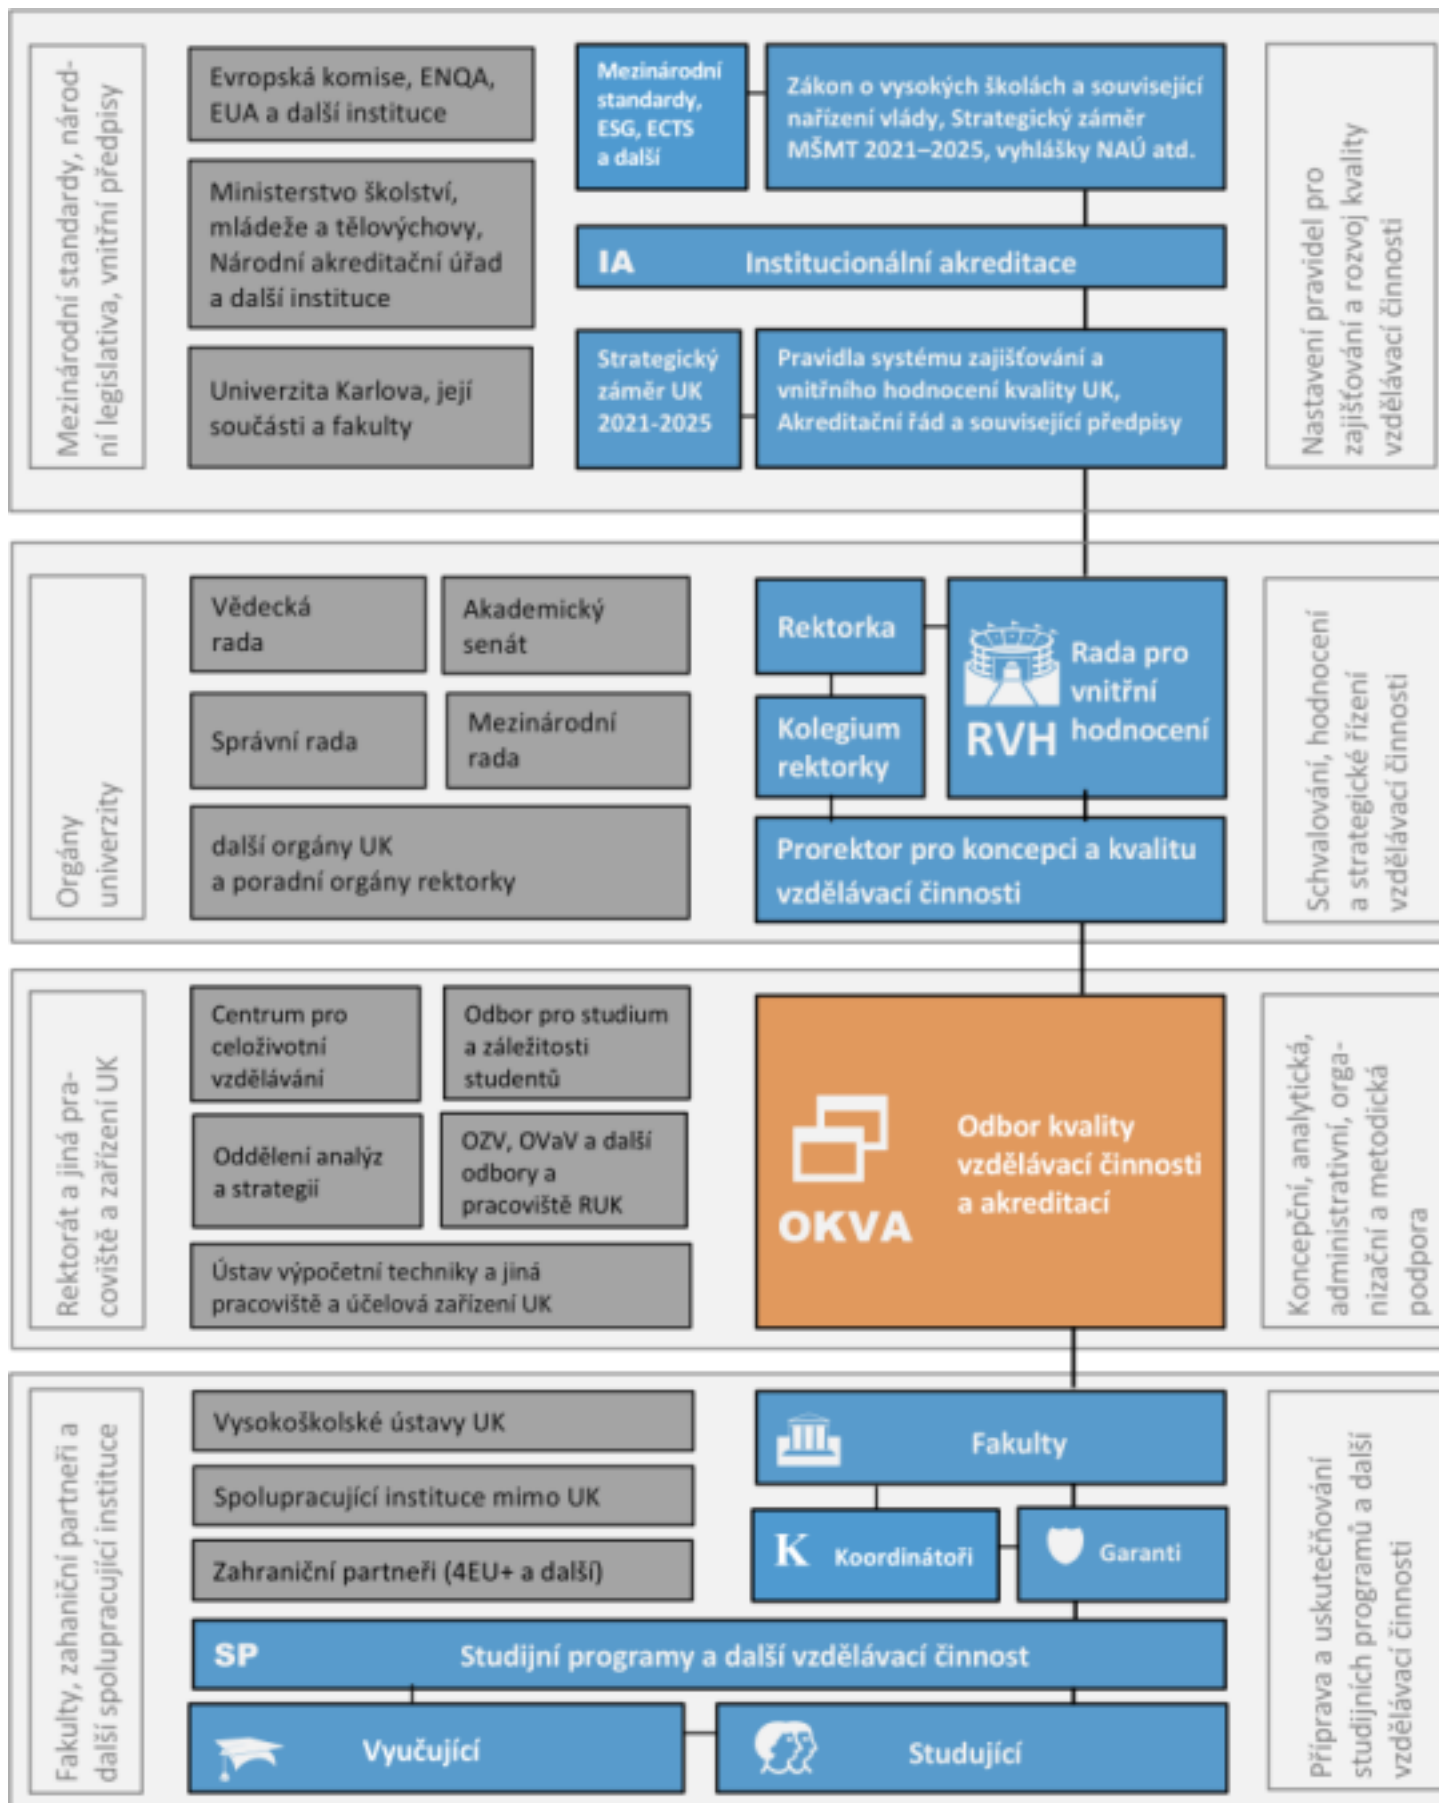 Mezinárodní standardy, národ-
ní legislativa, vnitřní předpisy
Evropská komise, ENQA,
EUA a další instituce
Ministerstvo školství,
mládeže a tělovýchovy,
Národní akreditační úřad
a další instituce
Univerzita Karlova, její
součásti a fakulty
Mezinárodní
standardy,
ESG, ECTS
a další
Zákon o vysokých školách a související
nařízení vlády, Strategický záměr
MŠMT 2021–2025, vyhlášky NAÚ atd.
IA Institucionální akreditace
Strategický
záměr UK
2021-2025
Pravidla systému zajišťování a
vnitřního hodnocení kvality UK,
Akreditační řád a související předpisy
Nastavení pravidel pro
zajišťování a rozvoj kvality
vzdělávací činnosti
Orgány
univerzity
Vědecká
rada
Akademický
senát
Správní rada
Mezinárodní
rada
další orgány UK
a poradní orgány rektorky
Rektorka
Kolegium
rektorky
RVH
Rada pro
vnitřní
hodnocení
Prorektor pro koncepci a kvalitu
vzdělávací činnosti
Schvalování, hodnocení
a strategické řízení
vzdělávací činnosti
Rektorát a jiná pra-
coviště a zařízení UK
Centrum pro
celoživotní
vzdělávání
Odbor pro studium
a záležitosti
studentů
Oddělení analýz
a strategií
OZV, OVaV a další
odbory a
pracoviště RUK
Ústav výpočetní techniky a jiná
pracoviště a účelová zařízení UK
OKVA
Odbor kvality
vzdělávací činnosti
a akreditací
Koncepční, analytická,
administrativní, orga-
nizační a metodická
podpora
Fakulty, zahaniční partneři a
další spolupracující instituce
Vysokoškolské ústavy UK
Spolupracující instituce mimo UK
Zahraniční partneři (4EU+ a další)
Fakulty
K Koordinátoři
Garanti
SP Studijní programy a další vzdělávací činnost
Vyučující
Studující
Příprava a uskutečňování
studijních programů a další
vzdělávací činnosti